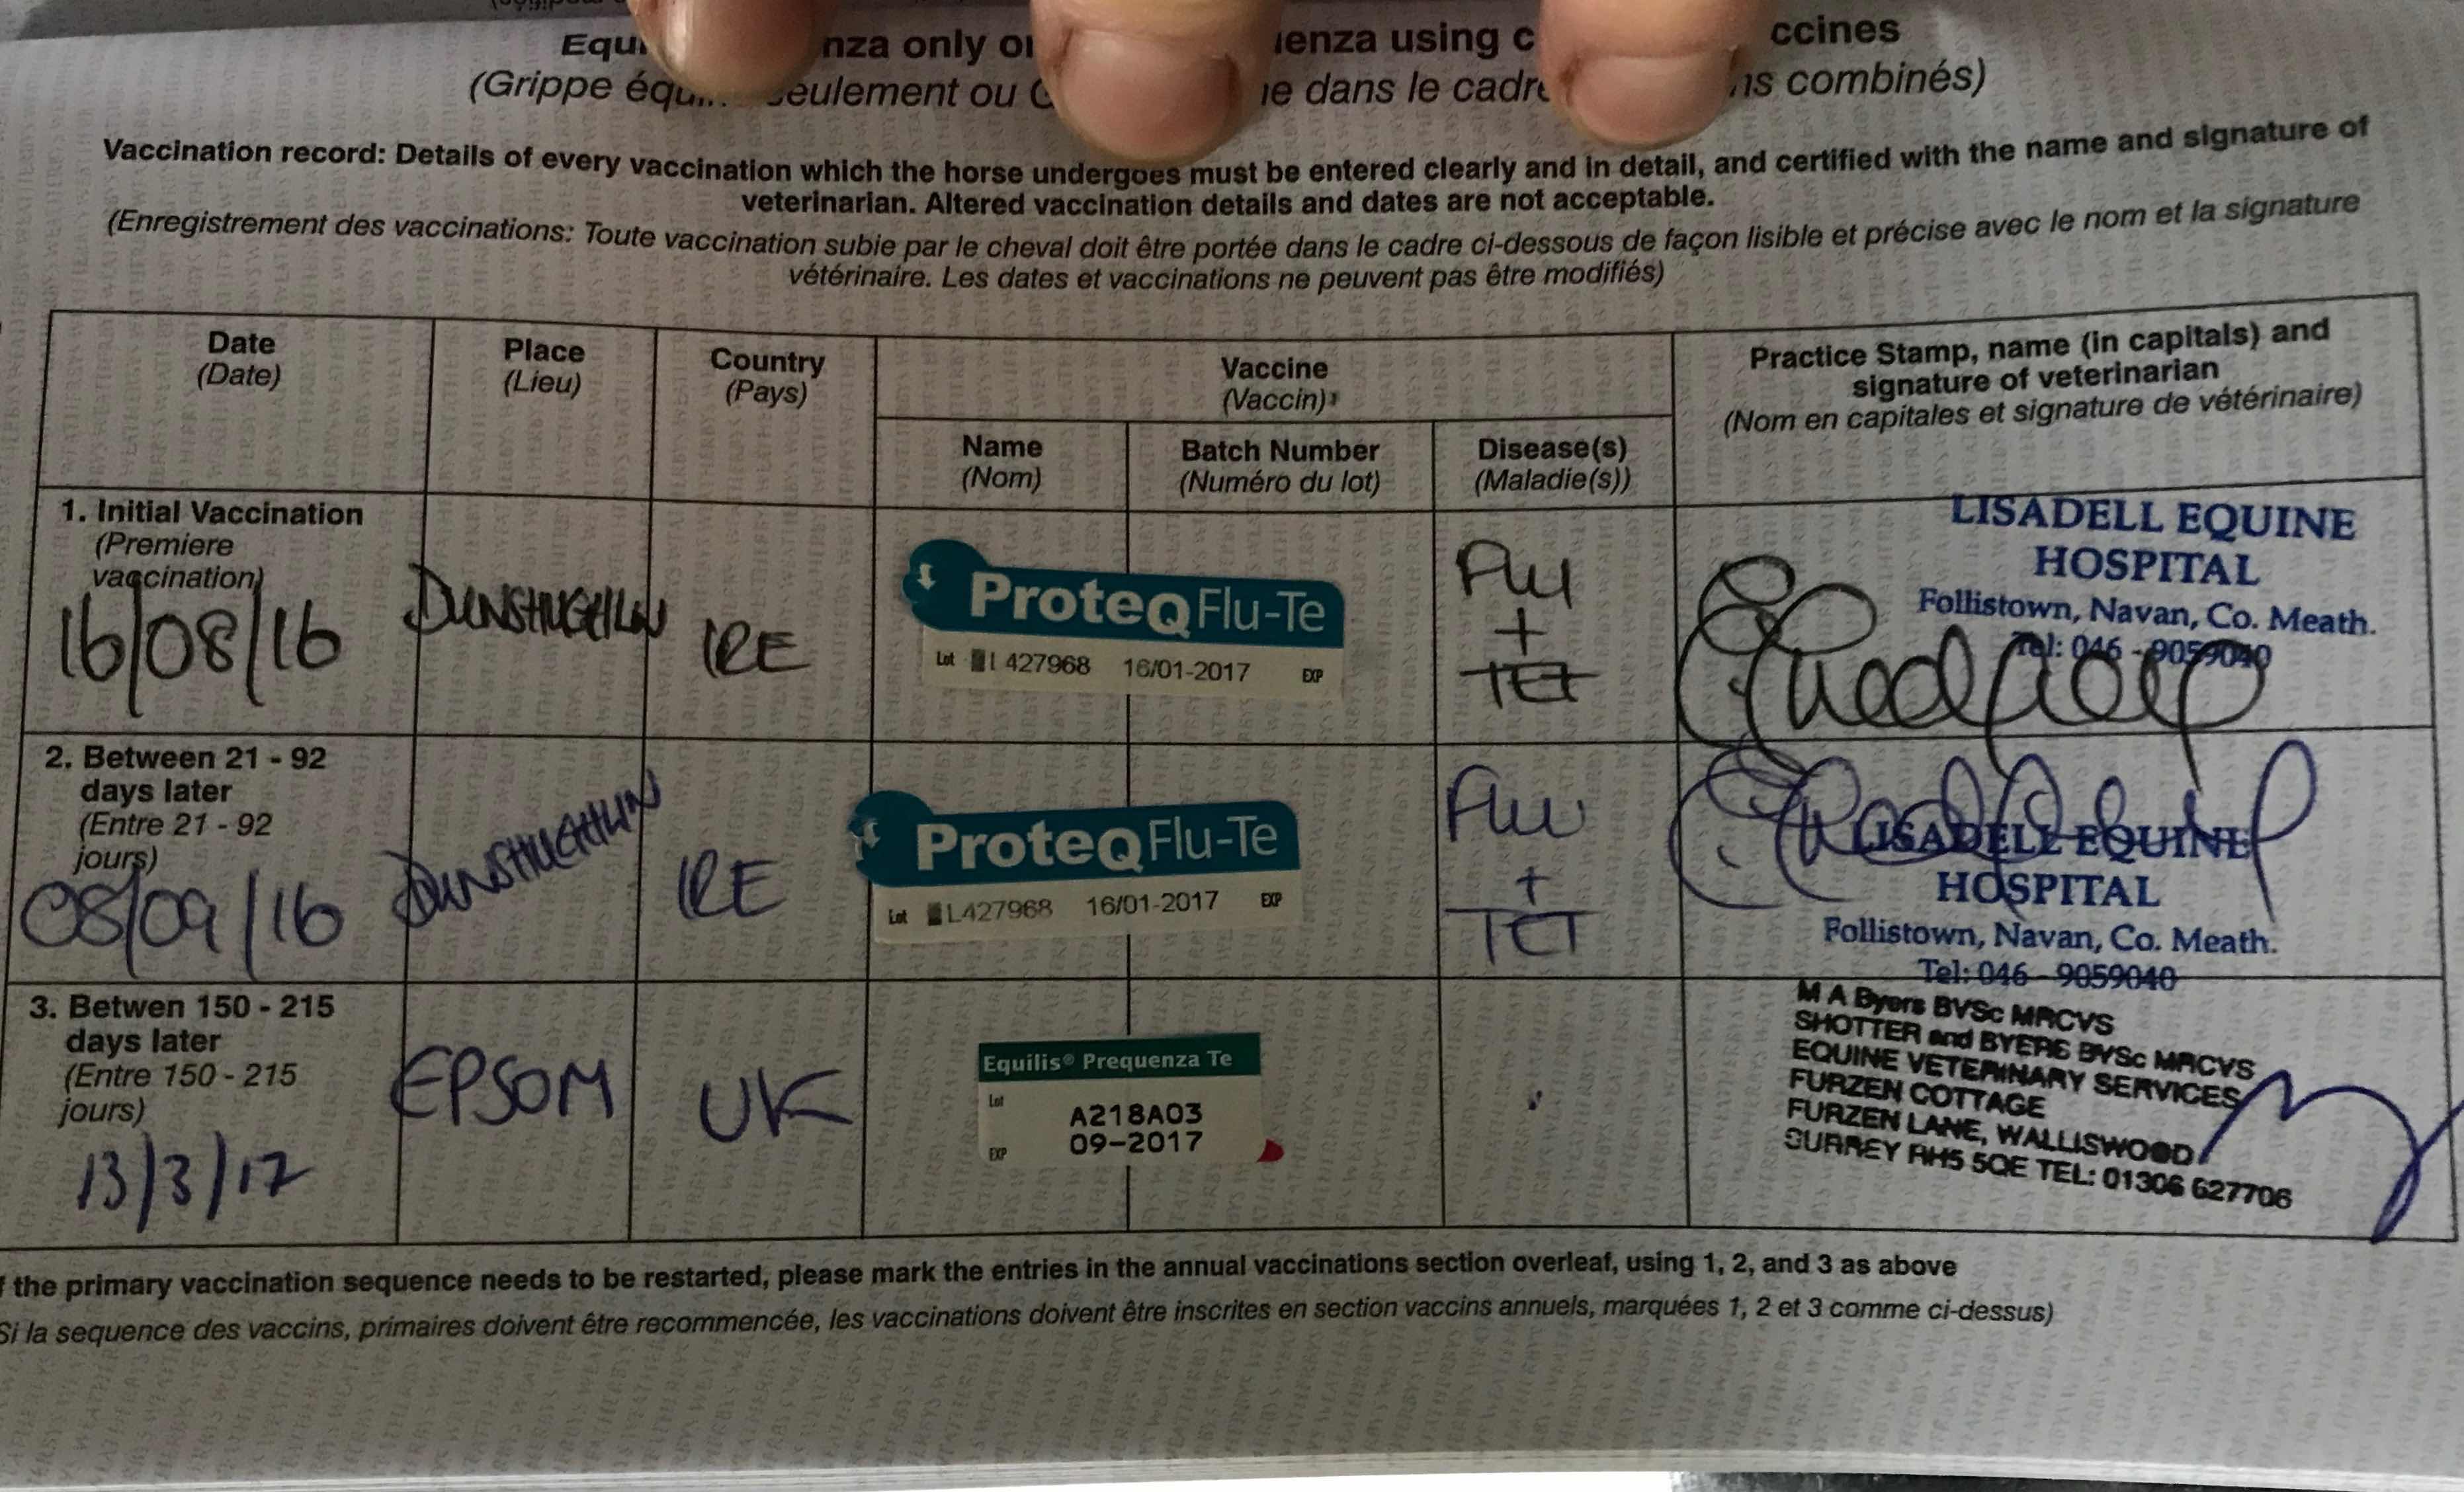 Equi nza only or enza using c ccines
(Grippe équ... seulement ou G e dans le cadre ns combinés)
Vaccination record: Details of every vaccination which the horse undergoes must be entered clearly and in detail, and certified with the name and signature of
veterinarian. Altered vaccination details and dates are not acceptable.
(Enregistrement des vaccinations: Toute vaccination subie par le cheval doit être portée dans le cadre ci-dessous de façon lisible et précise avec le nom et la signature
vétérinaire. Les dates et vaccinations ne peuvent pas être modifiés)
Date
(Date)
Place
(Lieu)
Country
(Pays)
Vaccine
(Vaccin)
Name
(Nom)
Batch Number
(Numéro du lot)
Disease(s)
(Maladie(s))
Practice Stamp, name (in capitals) and
signature of veterinarian
(Nom en capitales et signature de vétérinaire)
1. Initial Vaccination
(Premiere
vaccination)
16/08/16
DUNSHUGHLIN
IRE
ProteqFlu-Te
Lot L427968 16/01-2017 EXP
Flu
+
TET
LISADELL EQUINE
HOSPITAL
Follistown, Navan, Co. Meath.
Tel: 046 - 9059040
2. Between 21 - 92
days later
(Entre 21 - 92
jours)
08/09/16
DUNSHUGHLIN
IRE
ProteqFlu-Te
Lot L427968 16/01-2017 EXP
Flu
+
TET
LISADELL EQUINE
HOSPITAL
Follistown, Navan, Co. Meath.
Tel: 046 - 9059040
3. Betwen 150 - 215
days later
(Entre 150 - 215
jours)
13/3/17
EPSOM
UK
Equilis® Prequenza Te
Lot
A218A03
EXP 09-2017
M A Byers BVSc MRCVS
SHOTTER and BYERS BVSc MRCVS
EQUINE VETERINARY SERVICES
FURZEN COTTAGE
FURZEN LANE, WALLISWOOD
SURREY RH5 5QE TEL: 01306 627706
the primary vaccination sequence needs to be restarted, please mark the entries in the annual vaccinations section overleaf, using 1, 2, and 3 as above
Si la sequence des vaccins, primaires doivent être recommencée, les vaccinations doivent être inscrites en section vaccins annuels, marquées 1, 2 et 3 comme ci-dessus)